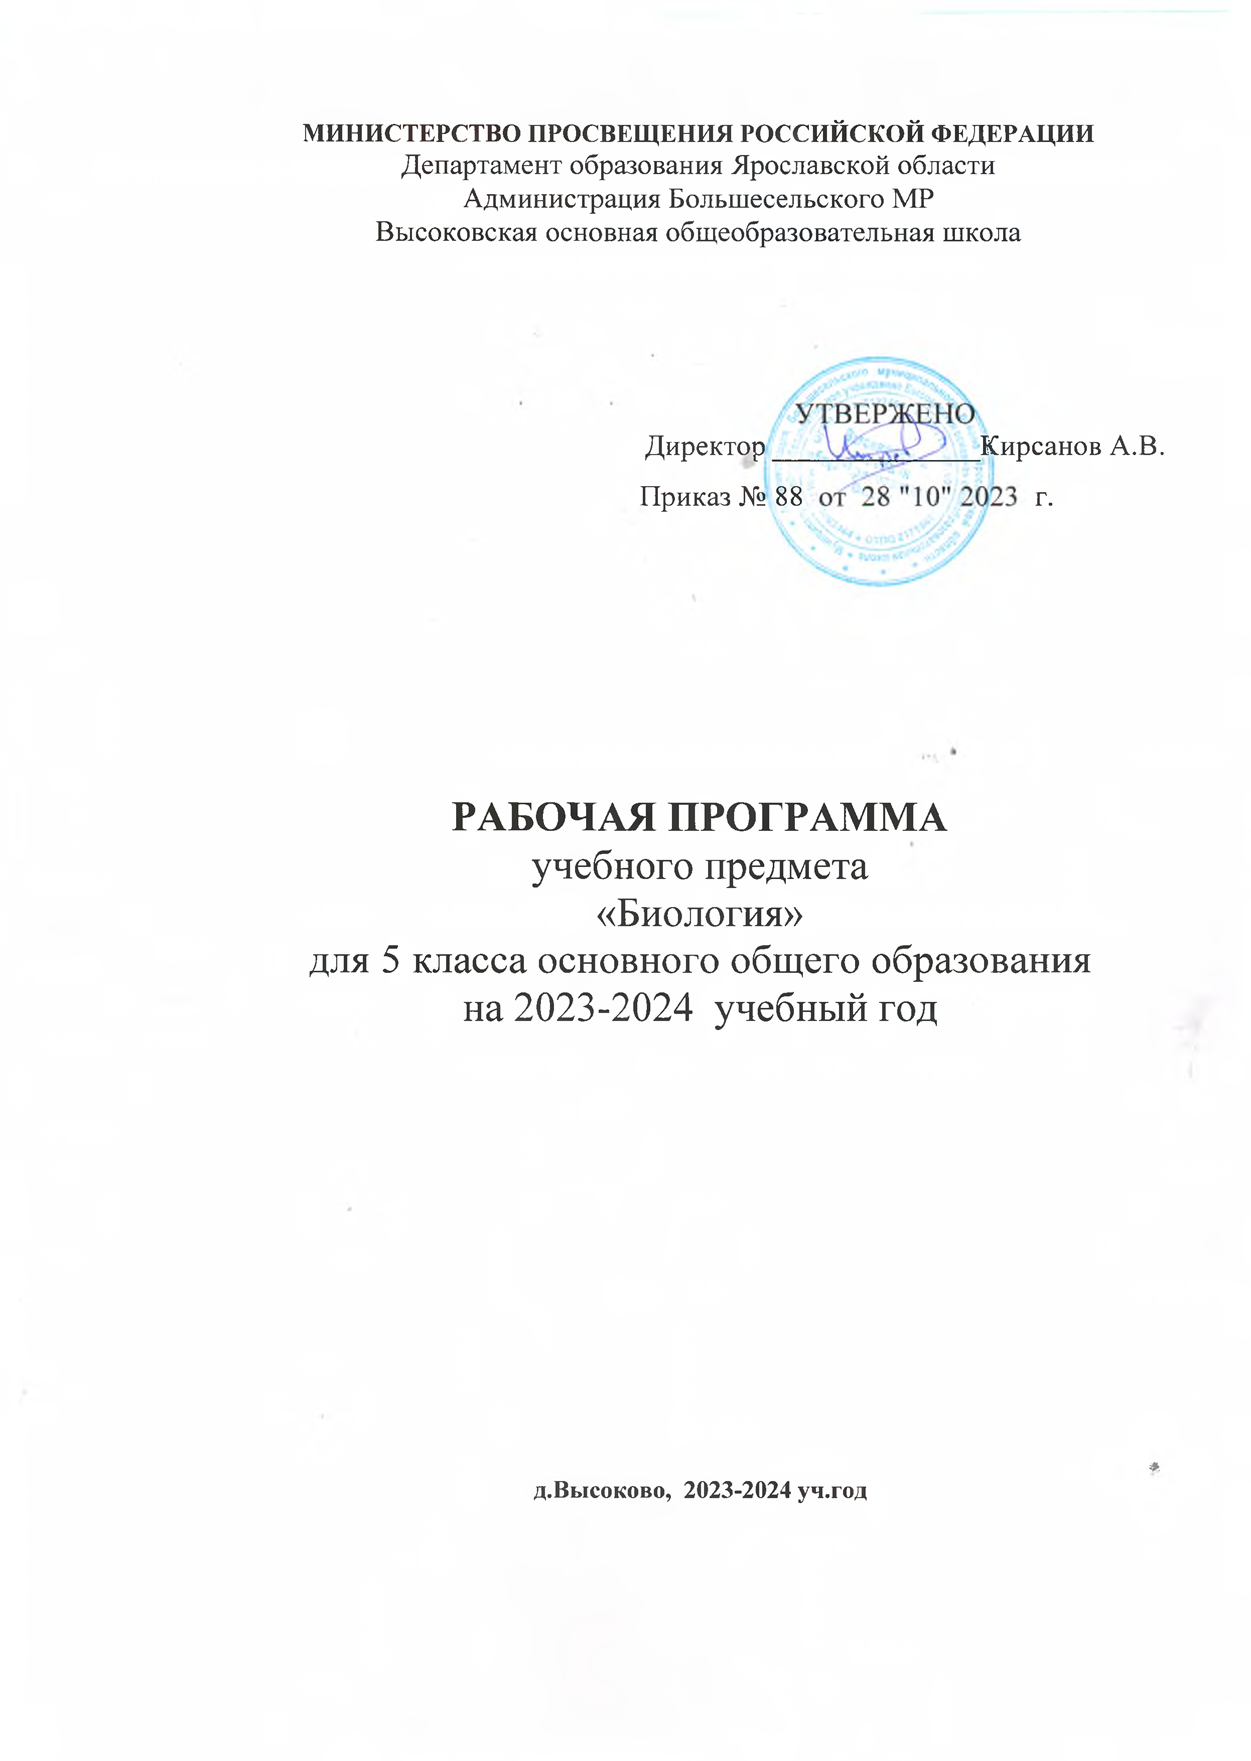 МИНИСТЕРСТВО ПРОСВЕЩЕНИЯ РОССИЙСКОЙ ФЕДЕРАЦИИ
Департамент образования Ярославской области
Администрация Большесельского МР
Высоковская основная общеобразовательная школа
УТВЕРЖЕНО
Директор ______________Кирсанов А.В.
Приказ № 88 от 28 "10" 2023 г.
РАБОЧАЯ ПРОГРАММА
учебного предмета
«Биология»
для 5 класса основного общего образования
на 2023-2024 учебный год
д.Высоково, 2023-2024 уч.год